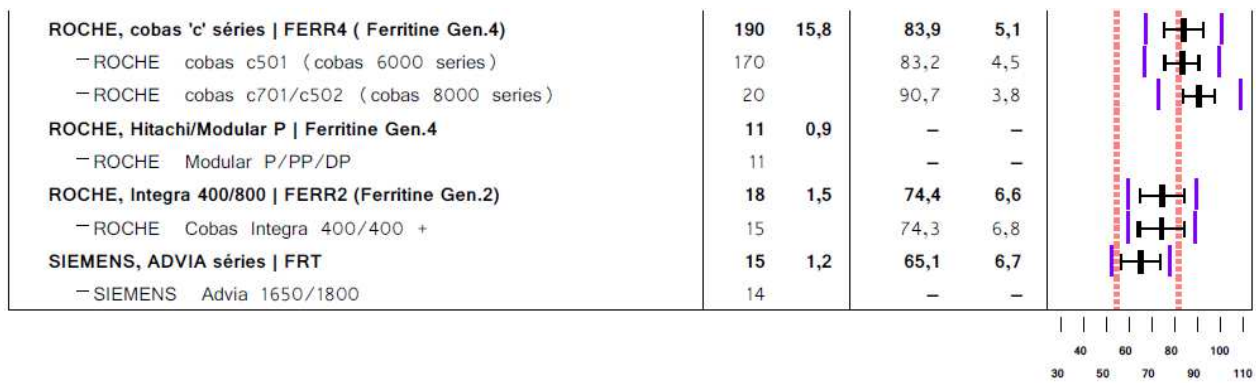 ROCHE, cobas 'c' séries | FERR4 ( Ferritine Gen.4) 190 15,8 83,9 5,1
—ROCHE cobas c501 (cobas 6000 series) 170 83,2 4,5
—ROCHE cobas c701/c502 (cobas 8000 series) 20 90,7 3,8
ROCHE, Hitachi/Modular P | Ferritine Gen.4 11 0,9 – –
—ROCHE Modular P/PP/DP 11 – –
ROCHE, Integra 400/800 | FERR2 (Ferritine Gen.2) 18 1,5 74,4 6,6
—ROCHE Cobas Integra 400/400 + 15 74,3 6,8
SIEMENS, ADVIA séries | FRT 15 1,2 65,1 6,7
—SIEMENS Advia 1650/1800 14 – –
40 60 80 100
30 50 70 90 110